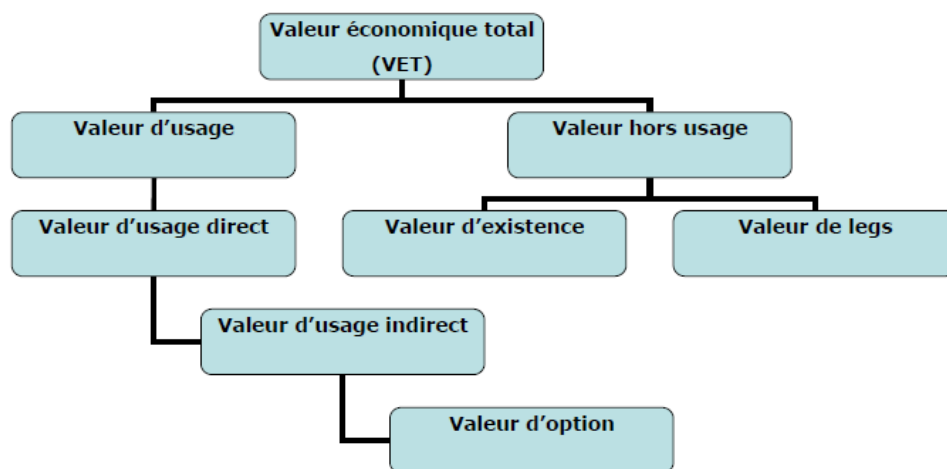 Valeur économique total
(VET)
Valeur d’usage
Valeur hors usage
Valeur d’usage direct
Valeur d’existence
Valeur de legs
Valeur d’usage indirect
Valeur d’option